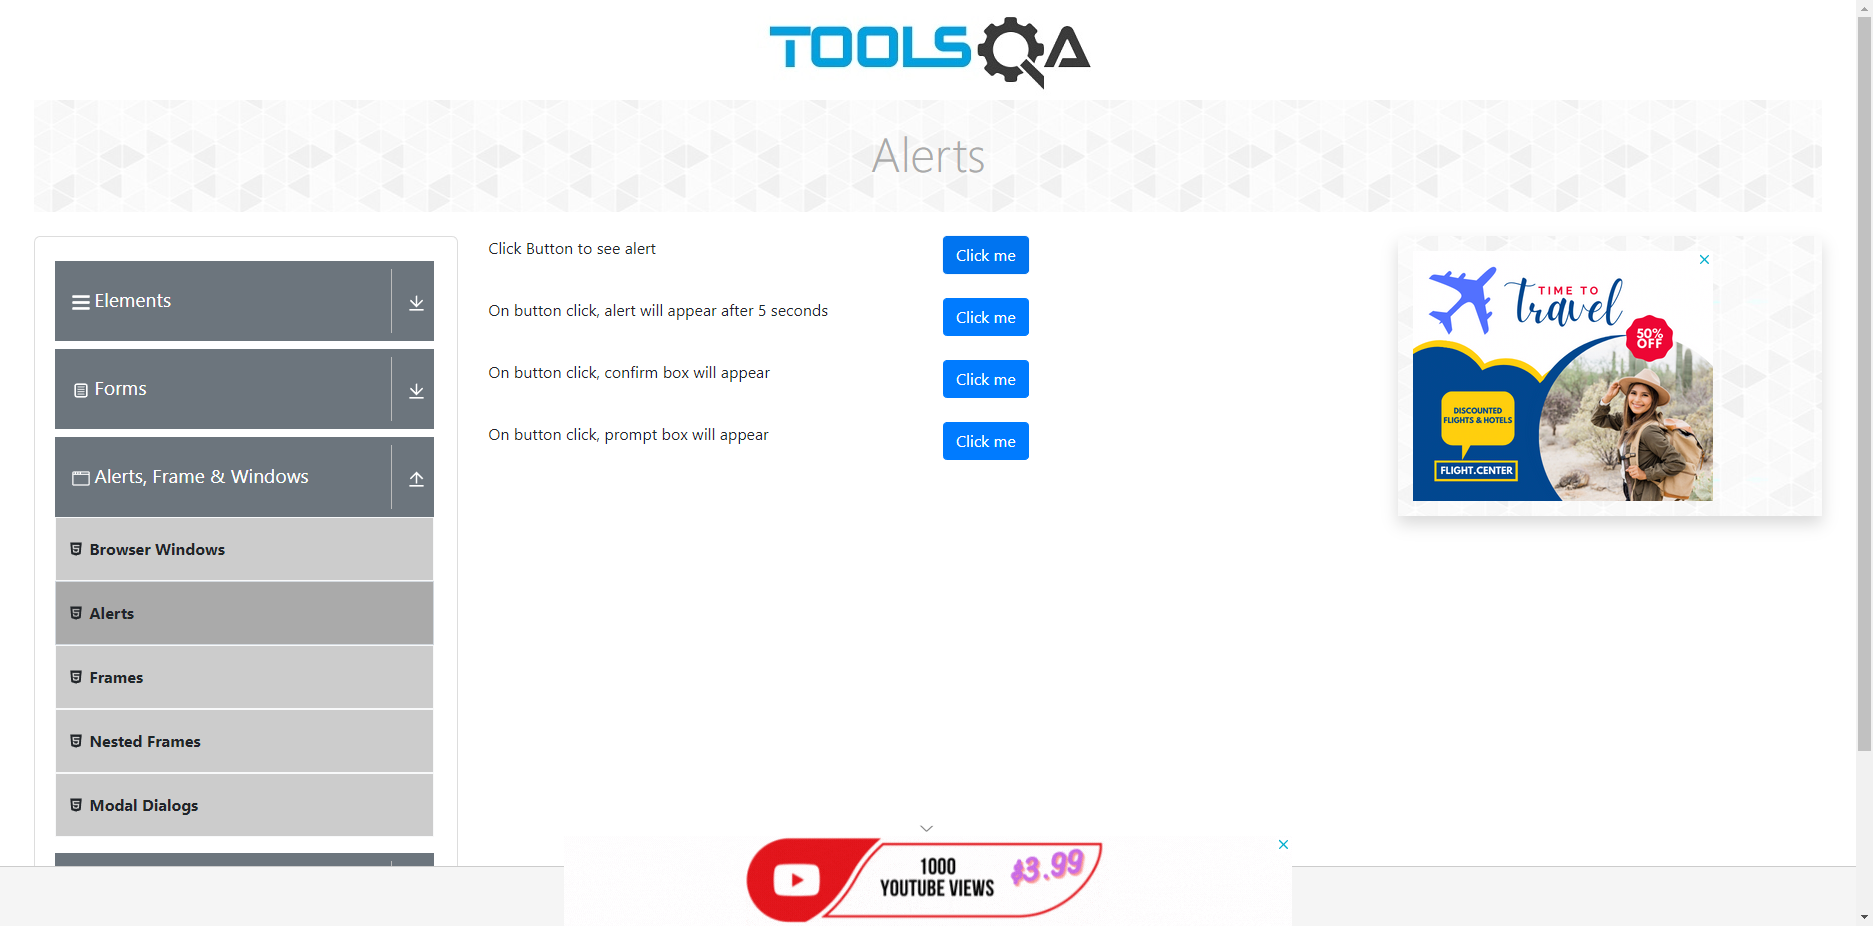 TOOLSQA
Alerts
Elements
Forms
Alerts, Frame & Windows
Browser Windows
Alerts
Frames
Nested Frames
Modal Dialogs
Click Button to see alert
Click me
On button click, alert will appear after 5 seconds
Click me
On button click, confirm box will appear
Click me
On button click, prompt box will appear
Click me
TIME TO
travel
50%
OFF
DISCOUNTED
FLIGHTS & HOTELS
FLIGHT.CENTER
1000
YOUTUBE VIEWS
$3.99